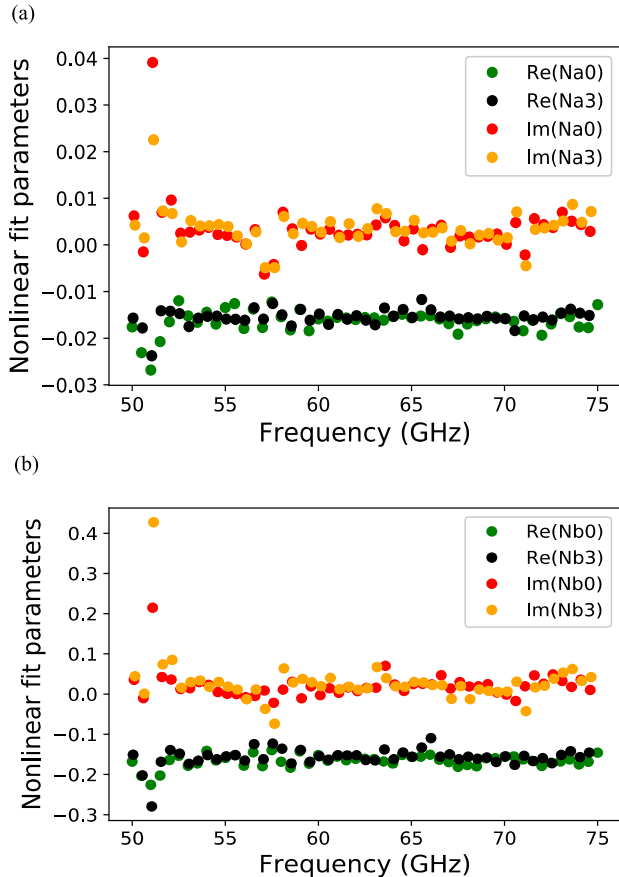 (a)
Nonlinear fit parameters
0.04
0.03
0.02
0.01
0.00
−0.01
−0.02
−0.03
Re(Na0)
Re(Na3)
Im(Na0)
Im(Na3)
50 55 60 65 70 75
Frequency (GHz)
(b)
Nonlinear fit parameters
0.4
0.3
0.2
0.1
0.0
−0.1
−0.2
−0.3
Re(Nb0)
Re(Nb3)
Im(Nb0)
Im(Nb3)
50 55 60 65 70 75
Frequency (GHz)